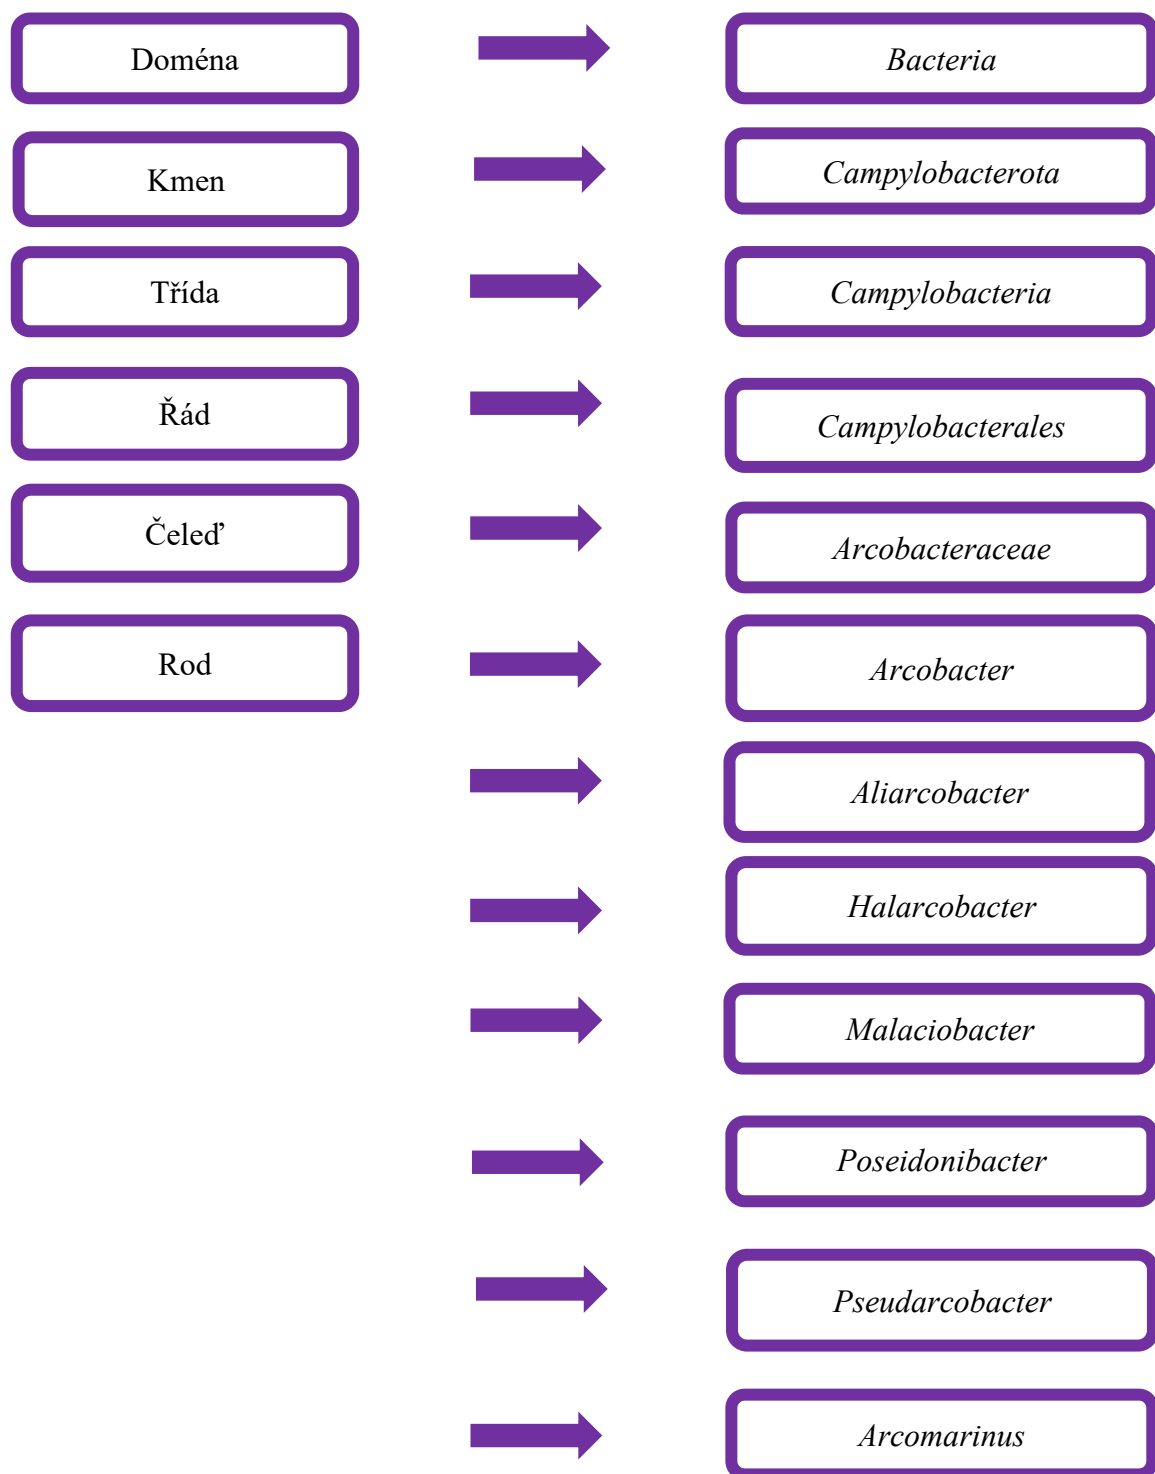 Doména
Bacteria
Kmen
Campylobacterota
Třída
Campylobacteria
Řád
Campylobacterales
Čeleď
Arcobacteraceae
Rod
Arcobacter
Aliarcobacter
Halarcobacter
Malaciobacter
Poseidonibacter
Pseudarcobacter
Arcomarinus